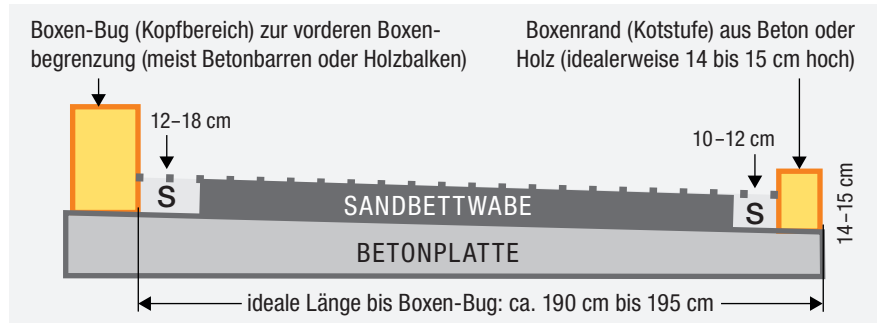 Boxen-Bug (Kopfbereich) zur vorderen Boxen-
begrenzung (meist Betonbarren oder Holzbalken)
Boxenrand (Kotstufe) aus Beton oder
Holz (idealerweise 14 bis 15 cm hoch)
12–18 cm
10–12 cm
S
SANDBETTWABE
S
14–15 cm
BETONPLATTE
ideale Länge bis Boxen-Bug: ca. 190 cm bis 195 cm